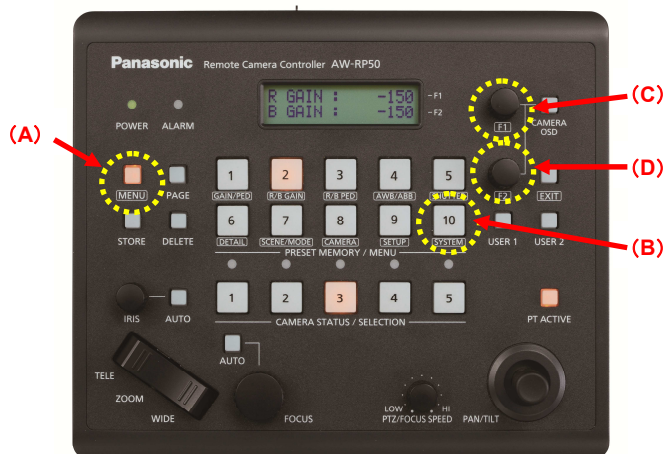 Panasonic Remote Camera Controller AW-RP50
R GAIN : -150 -F1
B GAIN : -150 -F2
(C)
(A)
POWER ALARM
F1 CAMERA OSD
(D)
MENU PAGE
1 2 3 4 5
GAIN/PED R/B GAIN R/B PED AWB/ABB
F2 EXIT
STORE DELETE
6 7 8 9 10
DETAIL SCENE/MODE CAMERA SETUP SYSTEM
USER 1 USER 2
(B)
PRESET MEMORY / MENU
1 2 3 4 5
IRIS AUTO
CAMERA STATUS / SELECTION
PT ACTIVE
AUTO
TELE
ZOOM
WIDE
FOCUS
LOW HI
PTZ/FOCUS SPEED
PAN/TILT